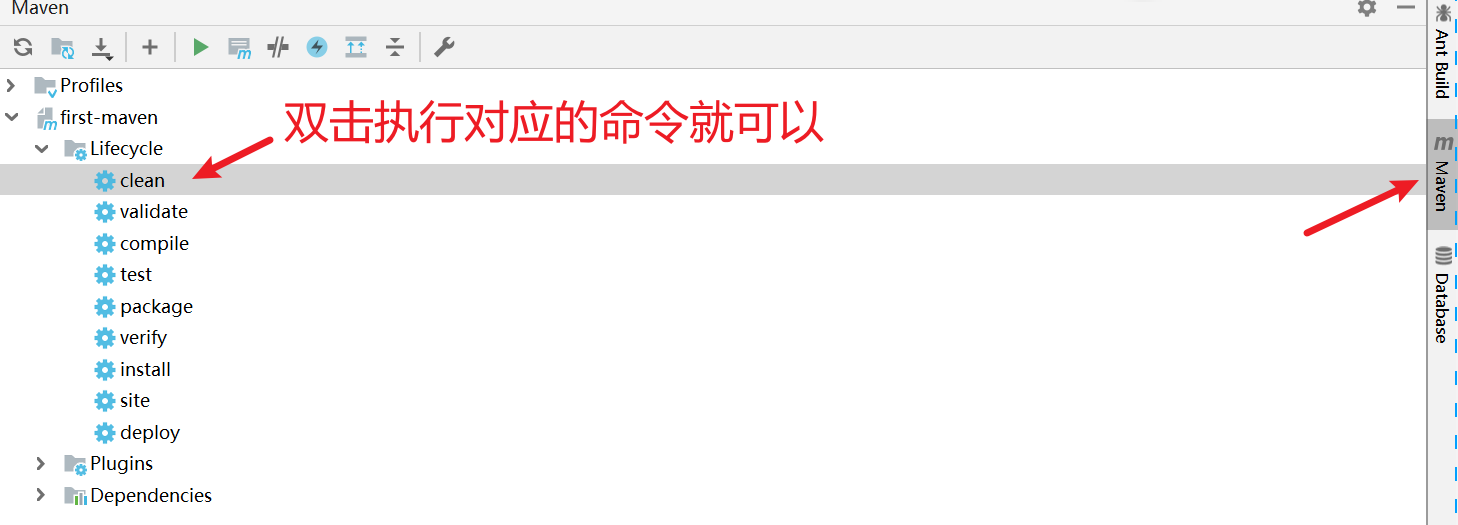 Maven
Profiles
first-maven
双击执行对应的命令就可以
Lifecycle
clean
validate
compile
test
package
verify
install
site
deploy
Plugins
Dependencies
Ant Build
m
Maven
Database